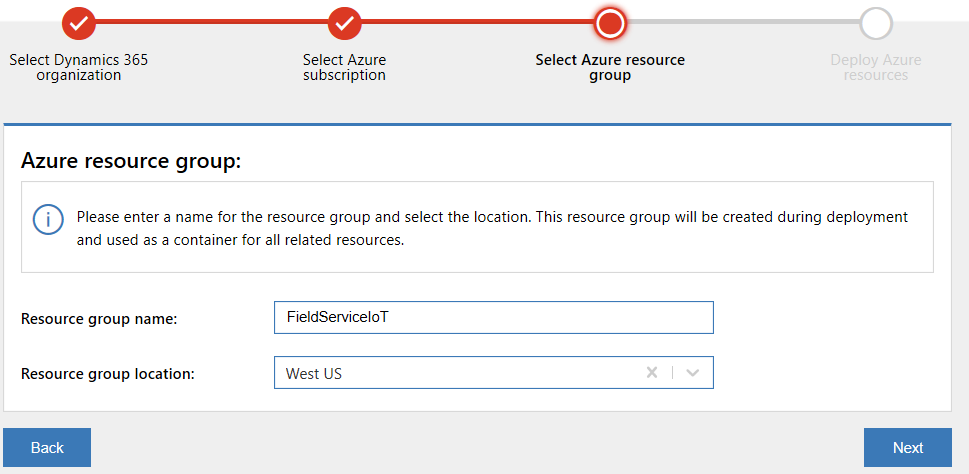 Select Dynamics 365
organization
Select Azure
subscription
Select Azure resource
group
Deploy Azure
resources
Azure resource group:
Please enter a name for the resource group and select the location. This resource group will be created during deployment
and used as a container for all related resources.
Resource group name:
FieldServiceIoT
Resource group location:
West US
Back
Next